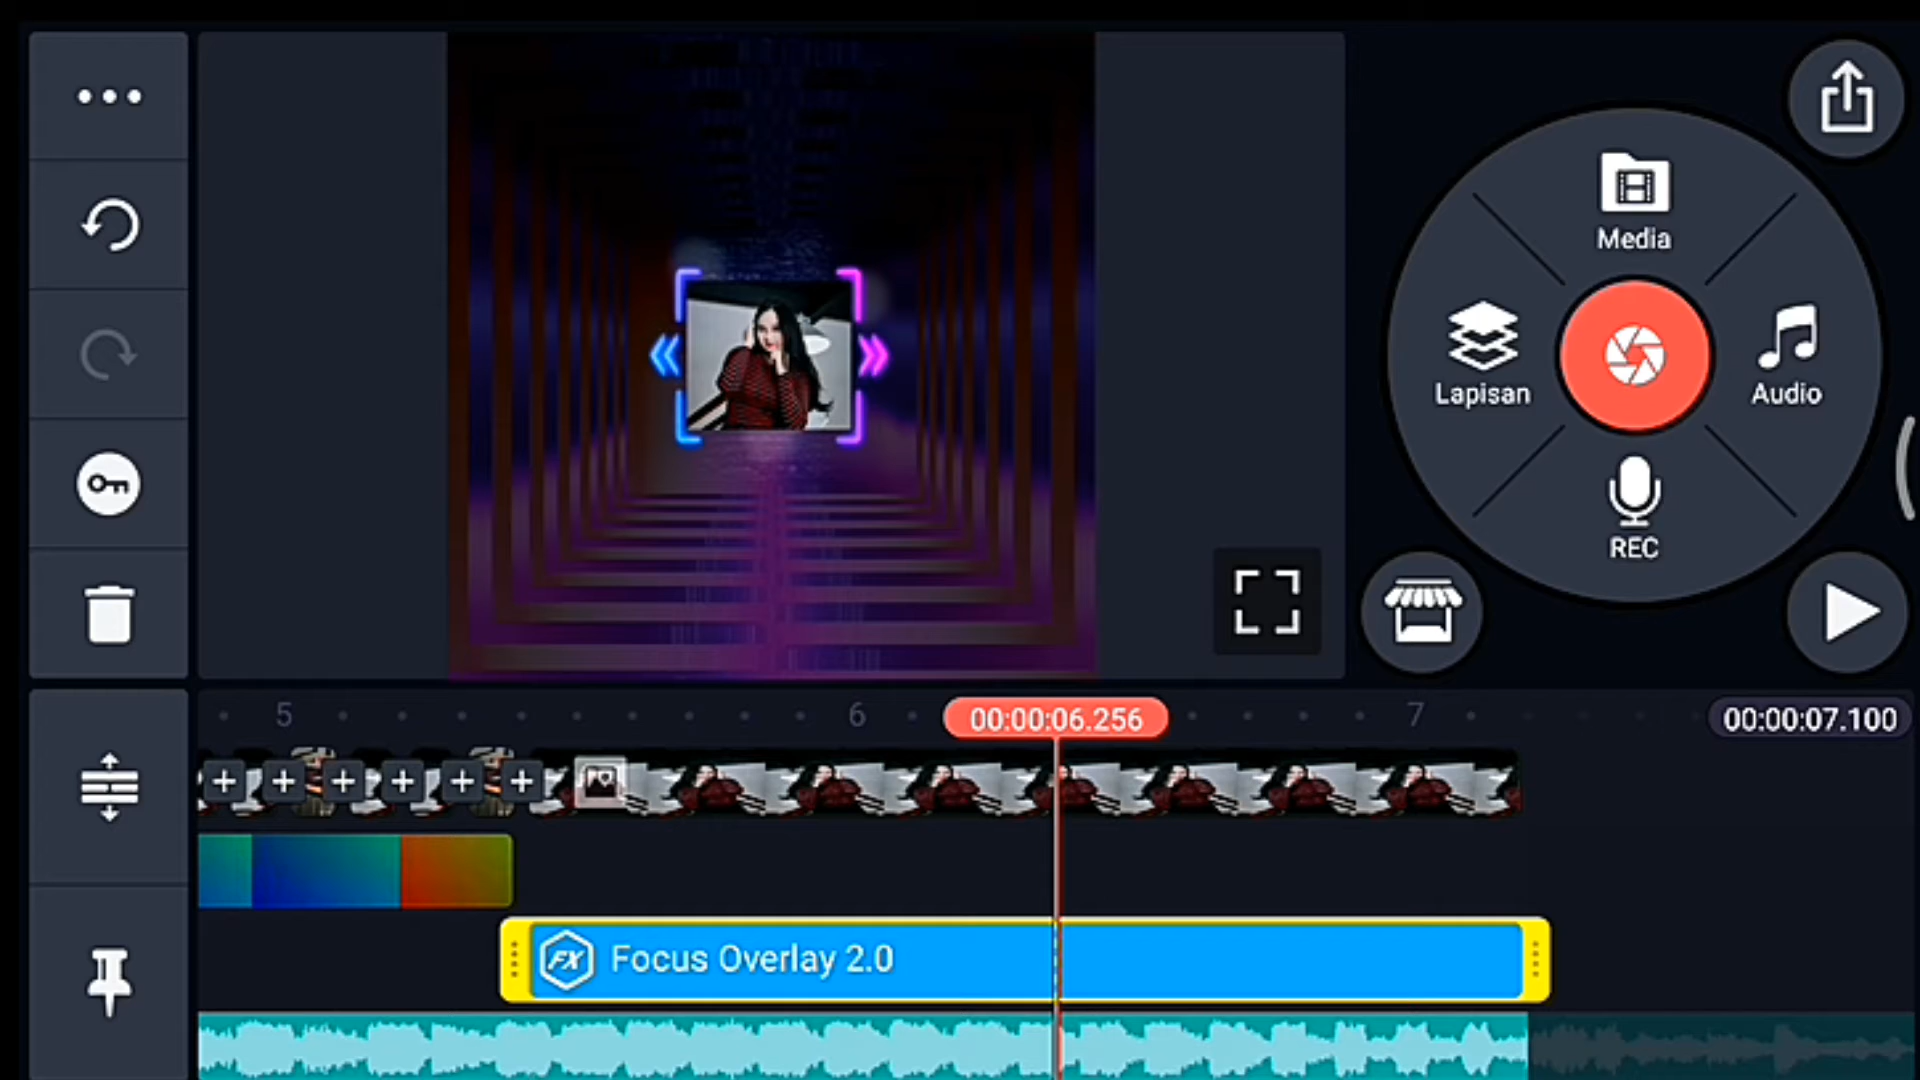 Media
Lapisan
Audio
REC
5
6
00:00:06.256
7
00:00:07.100
FX
Focus Overlay 2.0